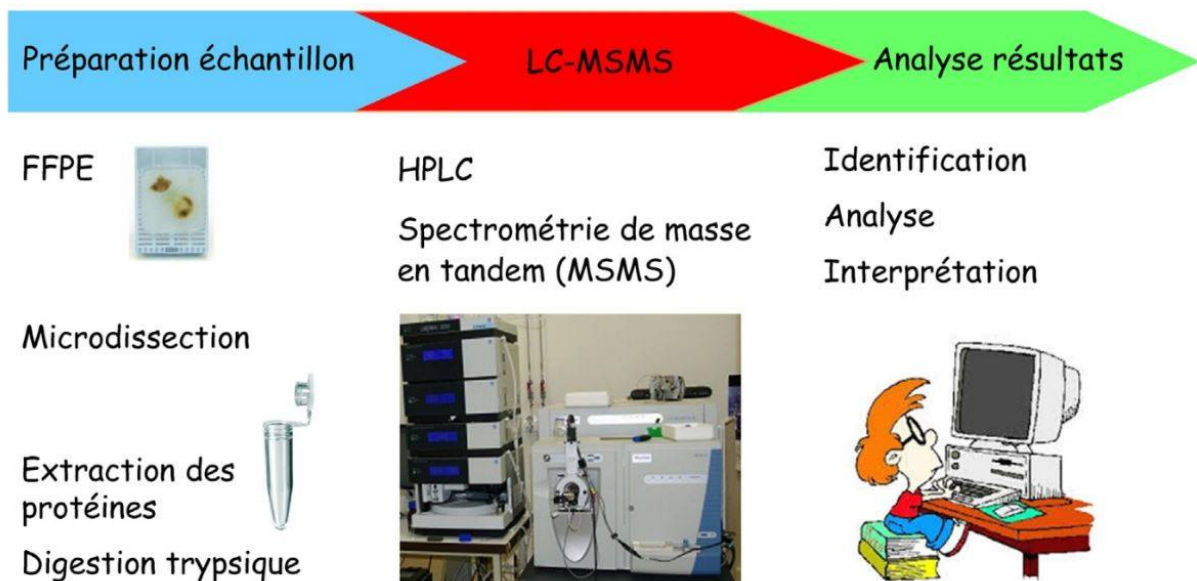 Préparation échantillon
LC-MSMS
Analyse résultats
FFPE
Microdissection
Extraction des
protéines
Digestion trypsique
HPLC
Spectrométrie de masse
en tandem (MSMS)
Identification
Analyse
Interprétation